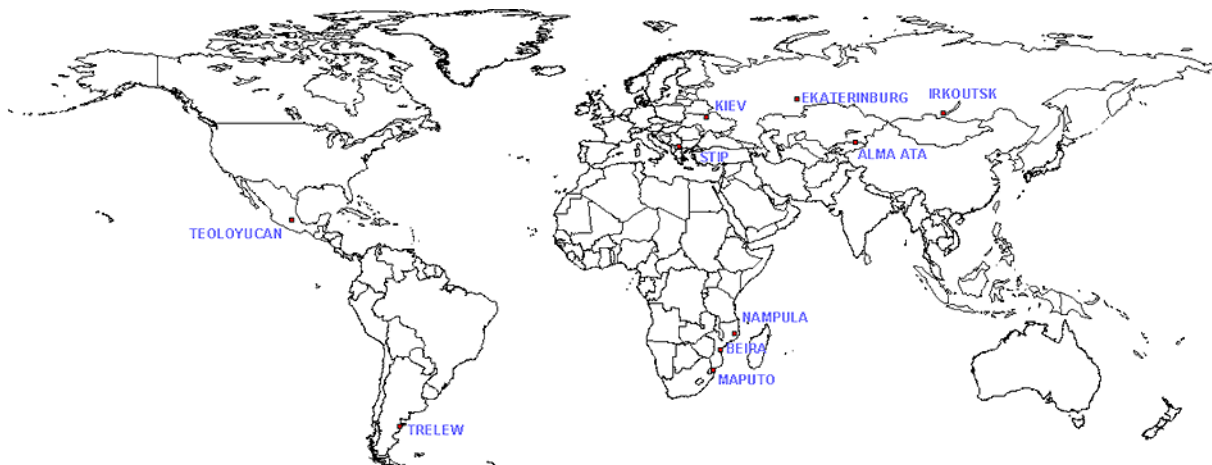 EKATERINBURG
IRKOUTSK
KIEV
STIP
ALMA ATA
TEOLOYUCAN
NAMPULA
BEIRA
MAPUTO
TRELEW